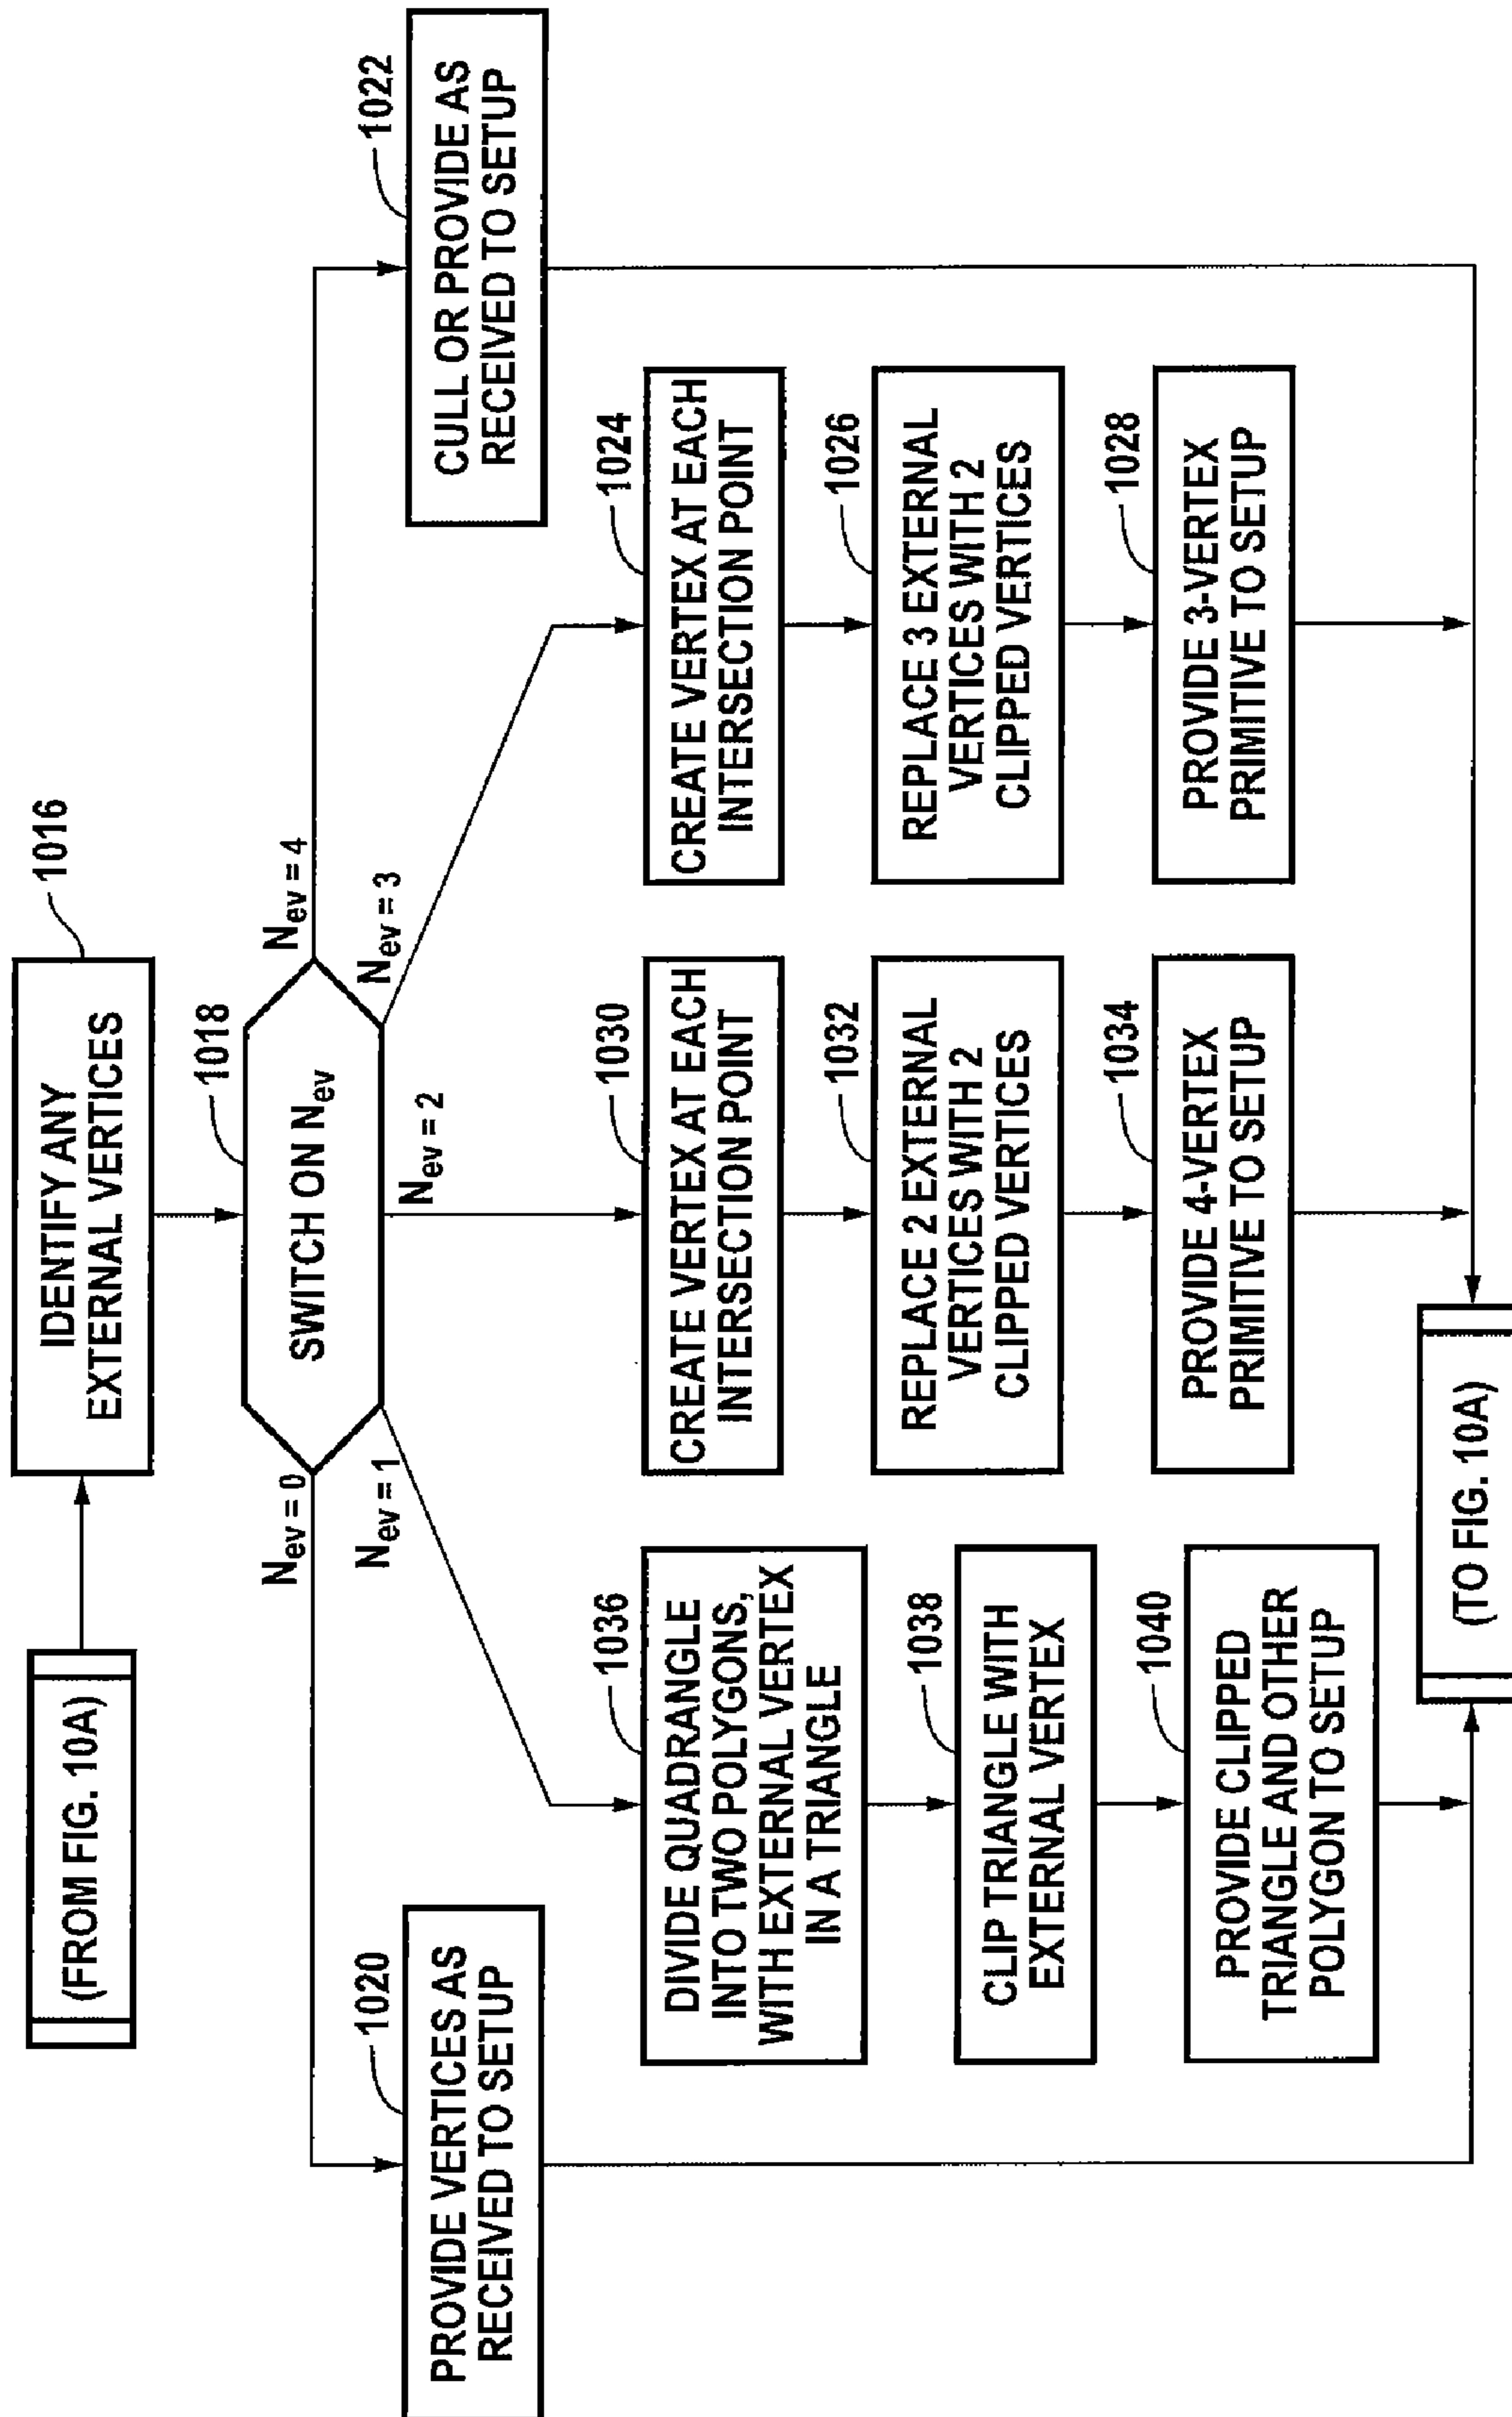 (FROM FIG. 10A)
IDENTIFY ANY
EXTERNAL VERTICES
1016
SWITCH ON Nev
1018
Nev = 0
Nev = 1
Nev = 2
Nev = 3
Nev = 4
PROVIDE VERTICES AS
RECEIVED TO SETUP
1020
CULL OR PROVIDE AS
RECEIVED TO SETUP
1022
DIVIDE QUADRANGLE
INTO TWO POLYGONS,
WITH EXTERNAL VERTEX
IN A TRIANGLE
1036
CLIP TRIANGLE WITH
EXTERNAL VERTEX
1038
PROVIDE CLIPPED
TRIANGLE AND OTHER
POLYGON TO SETUP
1040
CREATE VERTEX AT EACH
INTERSECTION POINT
1030
REPLACE 2 EXTERNAL
VERTICES WITH 2
CLIPPED VERTICES
1032
PROVIDE 4-VERTEX
PRIMITIVE TO SETUP
1034
CREATE VERTEX AT EACH
INTERSECTION POINT
1024
REPLACE 3 EXTERNAL
VERTICES WITH 2
CLIPPED VERTICES
1026
PROVIDE 3-VERTEX
PRIMITIVE TO SETUP
1028
(TO FIG. 10A)